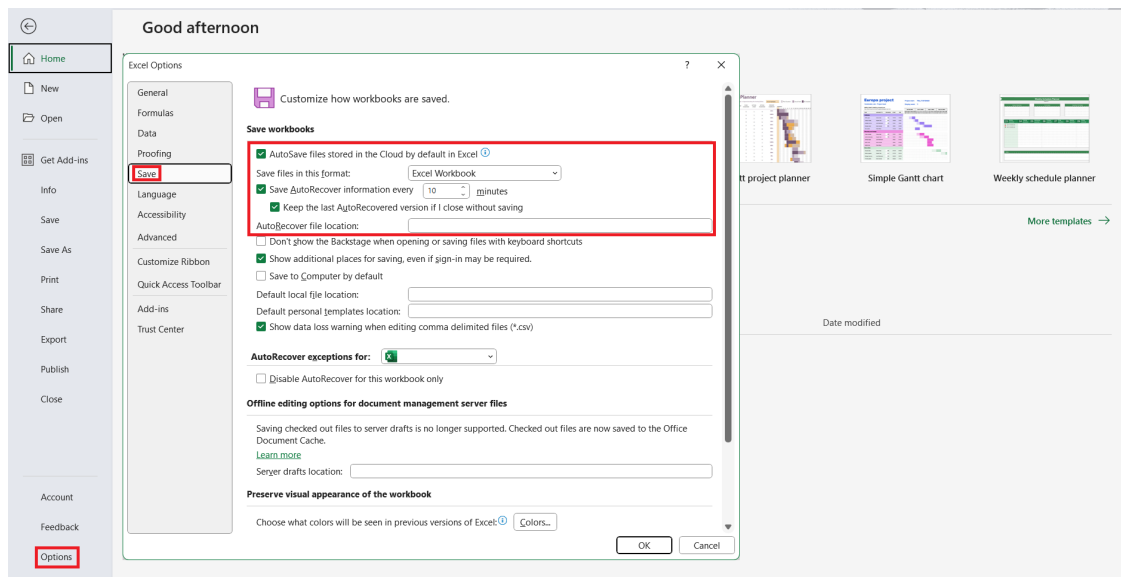 Good afternoon
Home
New
Open
Get Add-ins
Info
Save
Save As
Print
Share
Export
Publish
Close
Account
Feedback
Options
Excel Options
?
General
Formulas
Data
Proofing
Save
Language
Accessibility
Advanced
Customize Ribbon
Quick Access Toolbar
Add-ins
Trust Center
Customize how workbooks are saved.
Save workbooks
AutoSave files stored in the Cloud by default in Excel
Save files in this format: Excel Workbook
Save AutoRecover information every 10 minutes
Keep the last AutoRecovered version if I close without saving
AutoRecover file location:
Don't show the Backstage when opening or saving files with keyboard shortcuts
Show additional places for saving, even if sign-in may be required.
Save to Computer by default
Default local file location:
Default personal templates location:
Show data loss warning when editing comma delimited files (*.csv)
AutoRecover exceptions for:
Disable AutoRecover for this workbook only
Offline editing options for document management server files
Saving checked out files to server drafts is no longer supported. Checked out files are now saved to the Office
Document Cache.
Learn more
Server drafts location:
Preserve visual appearance of the workbook
Choose what colors will be seen in previous versions of Excel: Colors...
OK Cancel
Planner
Europa project
tt project planner
Simple Gantt chart
Weekly schedule planner
More templates
Date modified